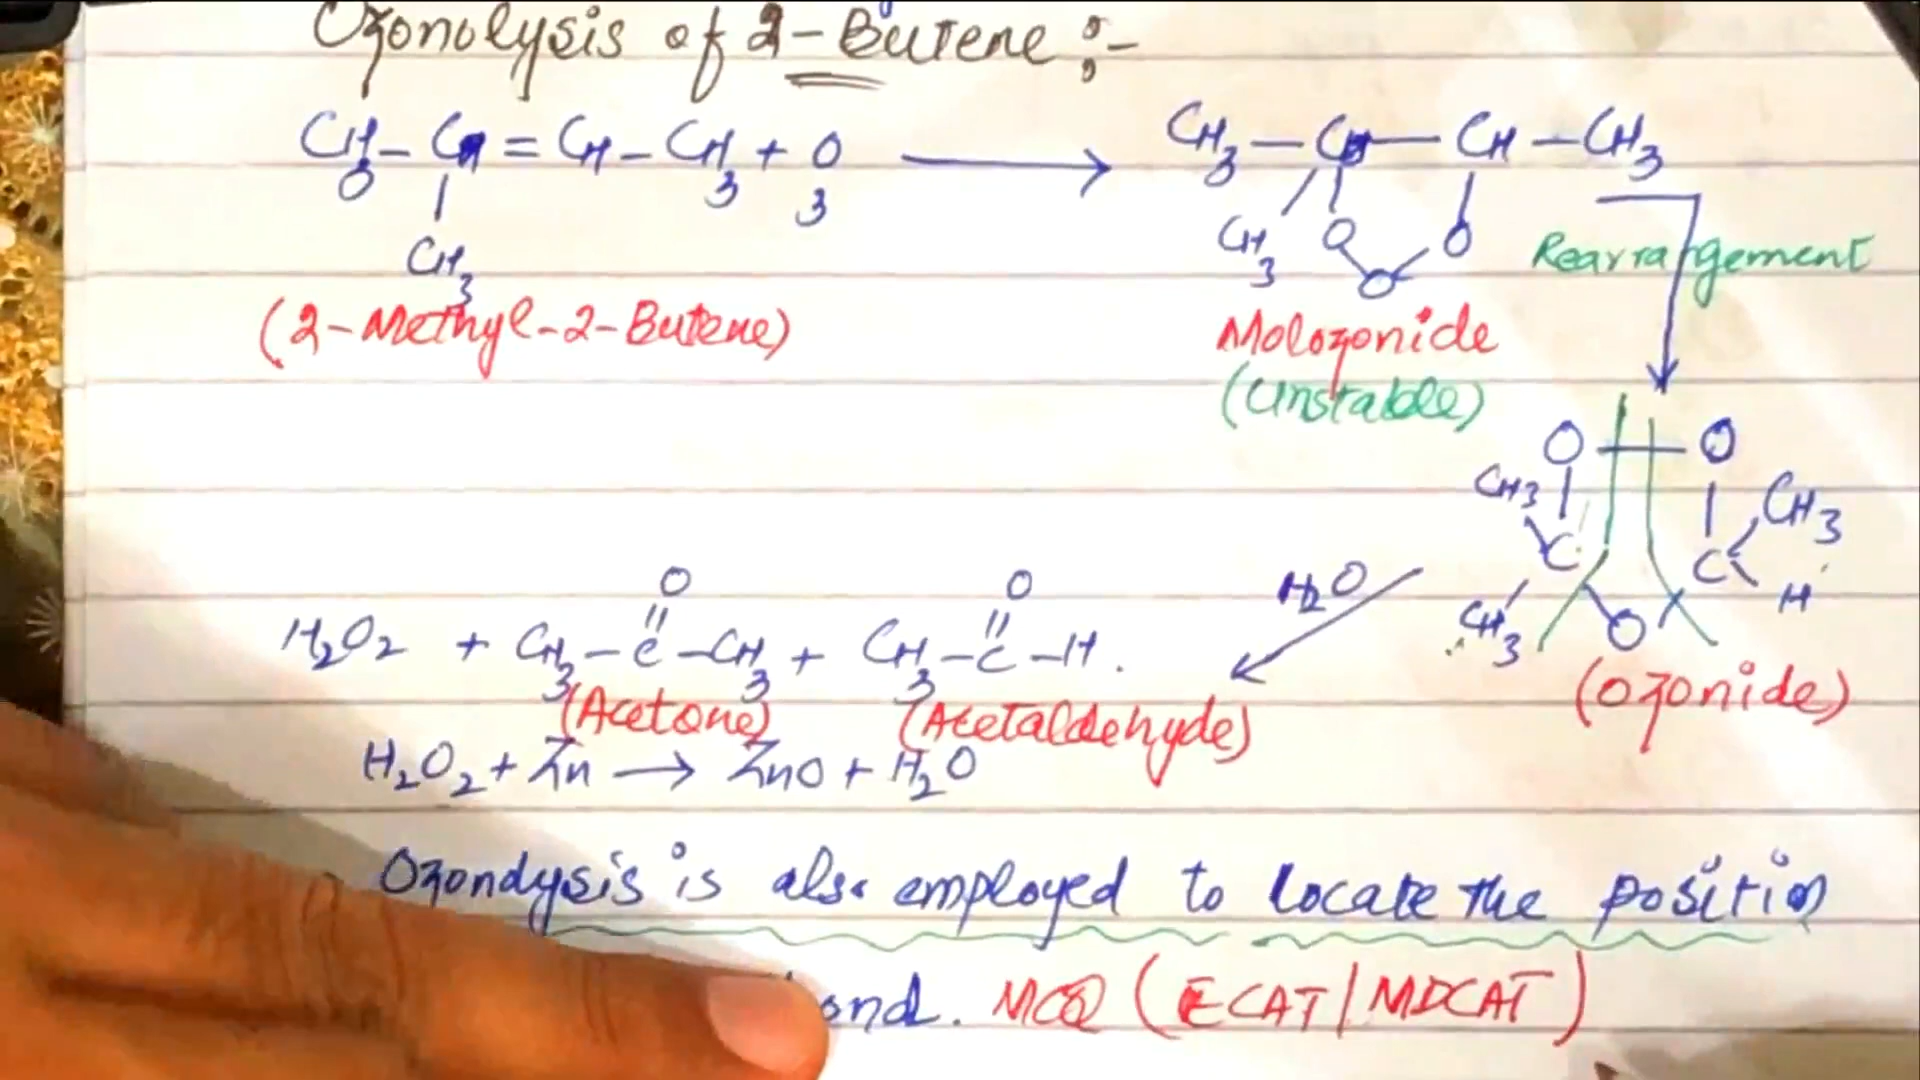 Ozonolysis of 2-Butene :-
CH3 - C = CH - CH3 + O3 → CH3 - C - CH - CH3
CH3
CH3 O O
O
Rearrangement
(2-Methyl-2-Butene)
Molozonide
(Unstable)
O - O
CH3 CH3
C C
CH3 O H
(Ozonide)
H2O
O O
H2O2 + CH3 - C - CH3 + CH3 - C - H.
(Acetone) (Acetaldehyde)
H2O2 + Zn → ZnO + H2O
Ozonolysis is also employed to locate the position
ond. MCQ (ECAT/MDCAT)